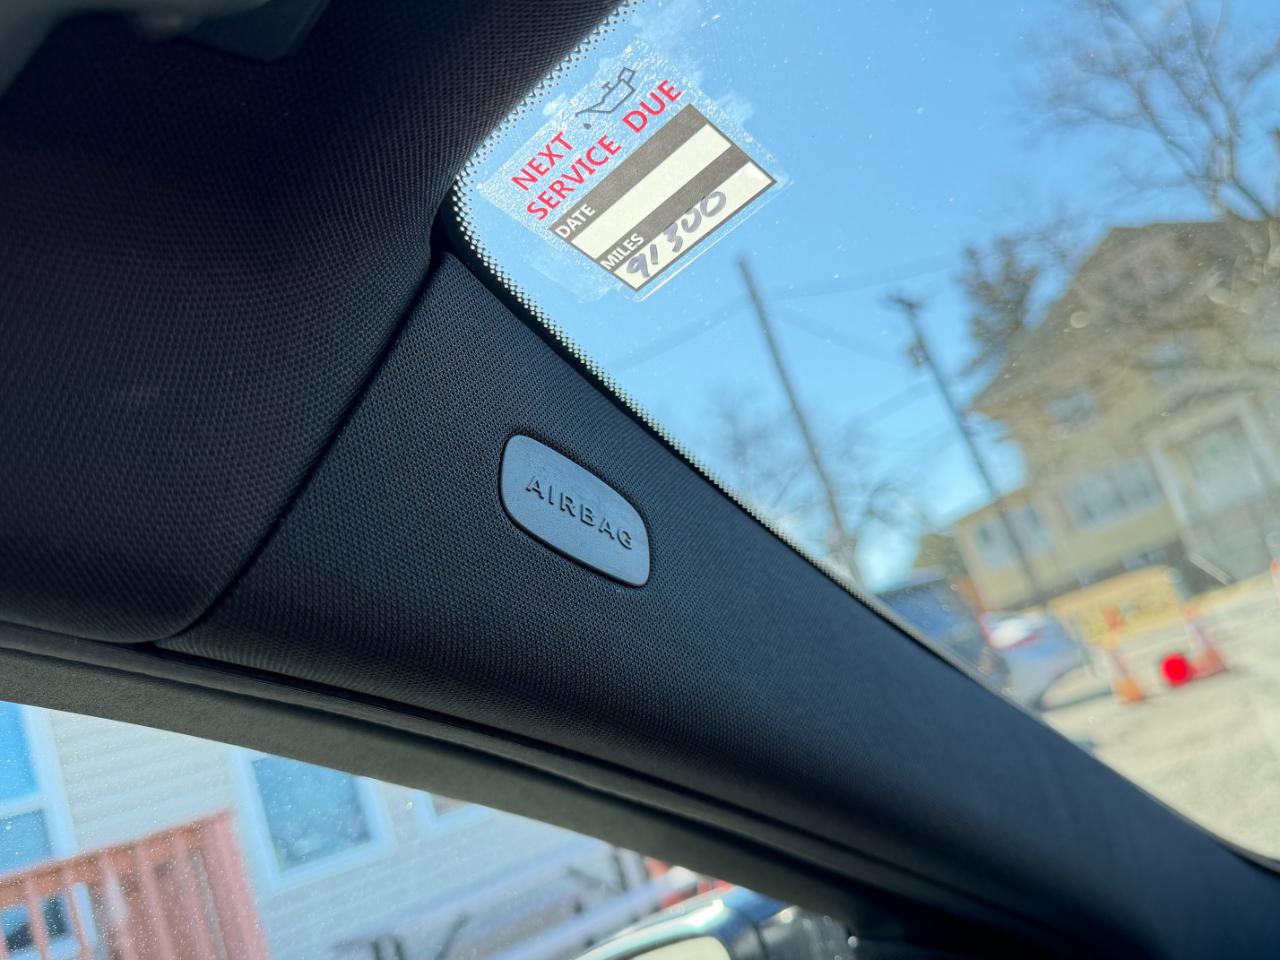 NEXT
SERVICE DUE
DATE
MILES
91300
AIRBAG